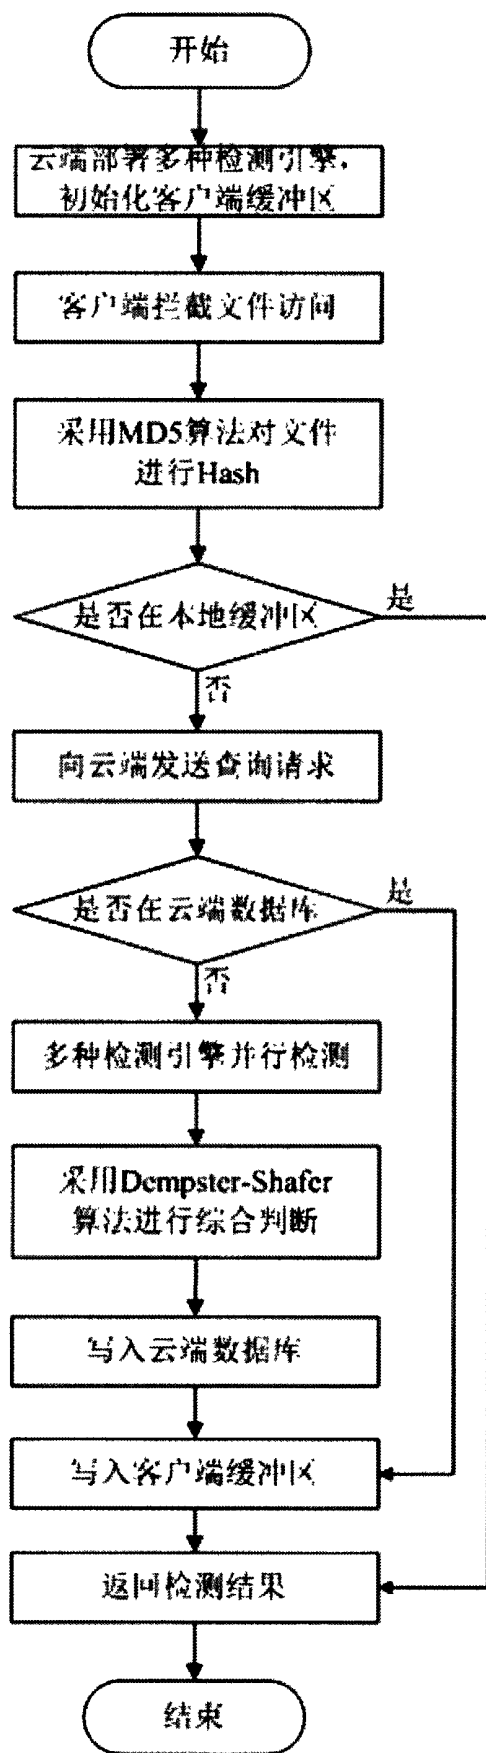 开始
云端部署多种检测引擎,
初始化客户端缓冲区
客户端拦截文件访问
采用MD5算法对文件
进行Hash
是否在本地缓冲区
是
否
向云端发送查询请求
是否在云端数据库
是
否
多种检测引擎并行检测
采用Dempster-Shafer
算法进行综合判断
写入云端数据库
写入客户端缓冲区
返回检测结果
结束